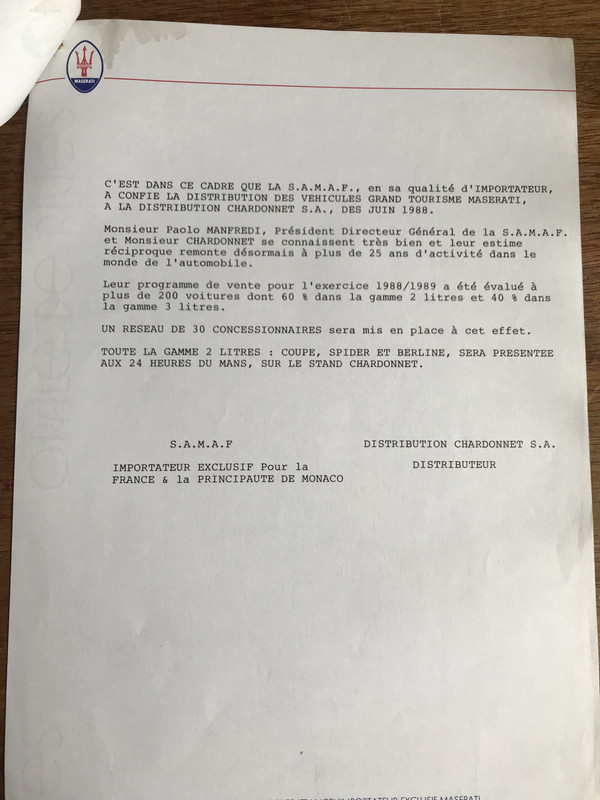 MASERATI
C'EST DANS CE CADRE QUE LA S.A.M.A.F., en sa qualité d'IMPORTATEUR,
A CONFIE LA DISTRIBUTION DES VEHICULES GRAND TOURISME MASERATI,
A LA DISTRIBUTION CHARDONNET S.A., DES JUIN 1988.
Monsieur Paolo MANFREDI, Président Directeur Général de la S.A.M.A.F.
et Monsieur CHARDONNET se connaissent très bien et leur estime
réciproque remonte désormais à plus de 25 ans d'activité dans le
monde de l'automobile.
Leur programme de vente pour l'exercice 1988/1989 a été évalué à
plus de 200 voitures dont 60 % dans la gamme 2 litres et 40 % dans
la gamme 3 litres.
UN RESEAU DE 30 CONCESSIONNAIRES sera mis en place à cet effet.
TOUTE LA GAMME 2 LITRES : COUPE, SPIDER ET BERLINE, SERA PRESENTEE
AUX 24 HEURES DU MANS, SUR LE STAND CHARDONNET.
S.A.M.A.F DISTRIBUTION CHARDONNET S.A.
IMPORTATEUR EXCLUSIF Pour la DISTRIBUTEUR
FRANCE & la PRINCIPAUTE DE MONACO
IMPORTATEUR EXCLUSIF MASERATI